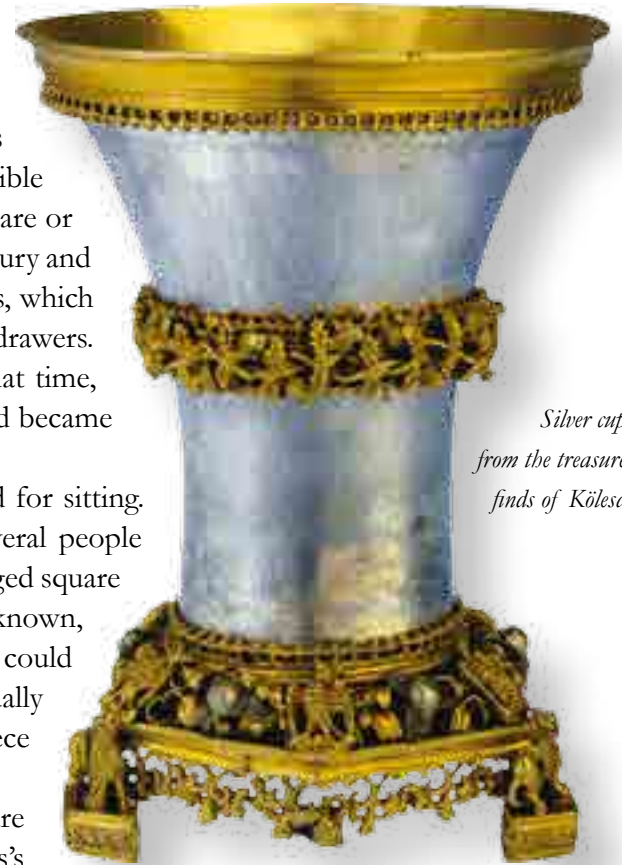 s
ible
are or
ury and
s, which
drawers.
at time,
d became
d for sitting.
veral people
ged square
known,
could
ally
ece
re
s's
Silver cup
from the treasure
finds of Kölesd